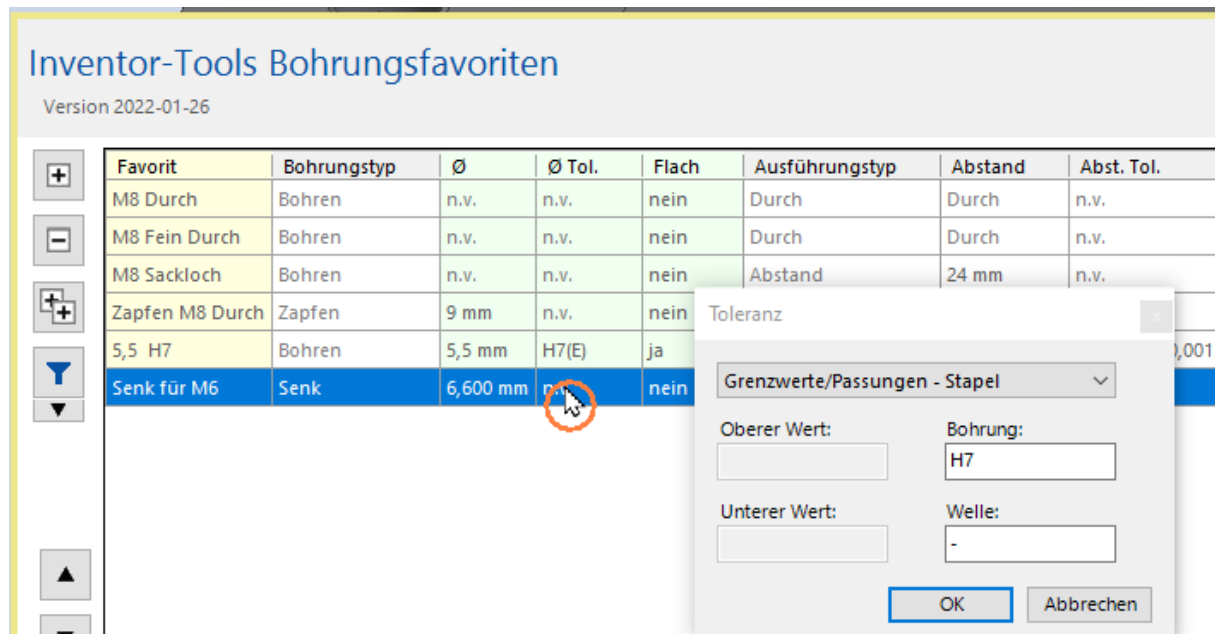 Inventor-Tools Bohrungsfavoriten
Version 2022-01-26
Favorit Bohrungstyp Ø Ø Tol. Flach Ausführungstyp Abstand Abst. Tol.
M8 Durch Bohren n.v. n.v. nein Durch Durch n.v.
M8 Fein Durch Bohren n.v. n.v. nein Durch Durch n.v.
M8 Sackloch Bohren n.v. n.v. nein Abstand 24 mm n.v.
Zapfen M8 Durch Zapfen 9 mm n.v. nein
5,5 H7 Bohren 5,5 mm H7(E) ja ,001
Senk für M6 Senk 6,600 mm nein
Toleranz
x
Grenzwerte/Passungen - Stapel
Oberer Wert: Bohrung:
H7
Unterer Wert: Welle:
-
OK Abbrechen